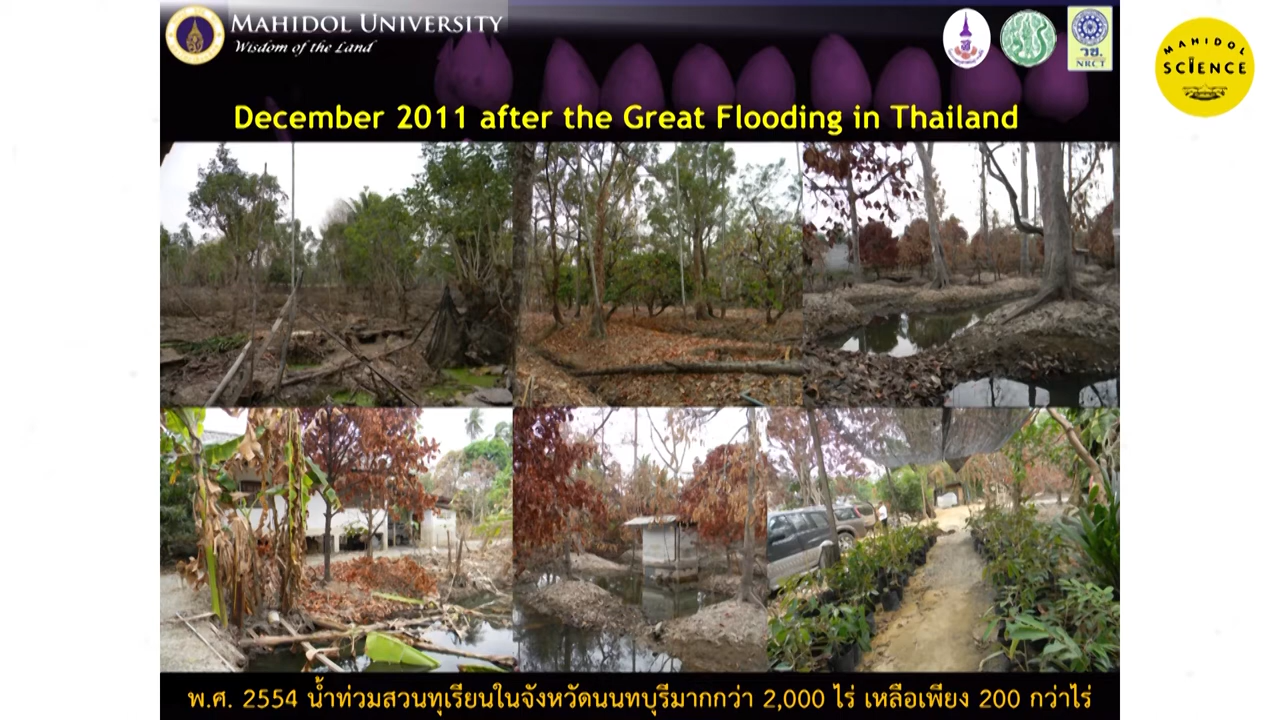 MAHIDOL UNIVERSITY
Wisdom of the Land
วช.
NRCT
MAHIDOL
SCIENCE
December 2011 after the Great Flooding in Thailand
พ.ศ. 2554 น้ำท่วมสวนทุเรียนในจังหวัดนนทบุรีมากกว่า 2,000 ไร่ เหลือเพียง 200 กว่าไร่